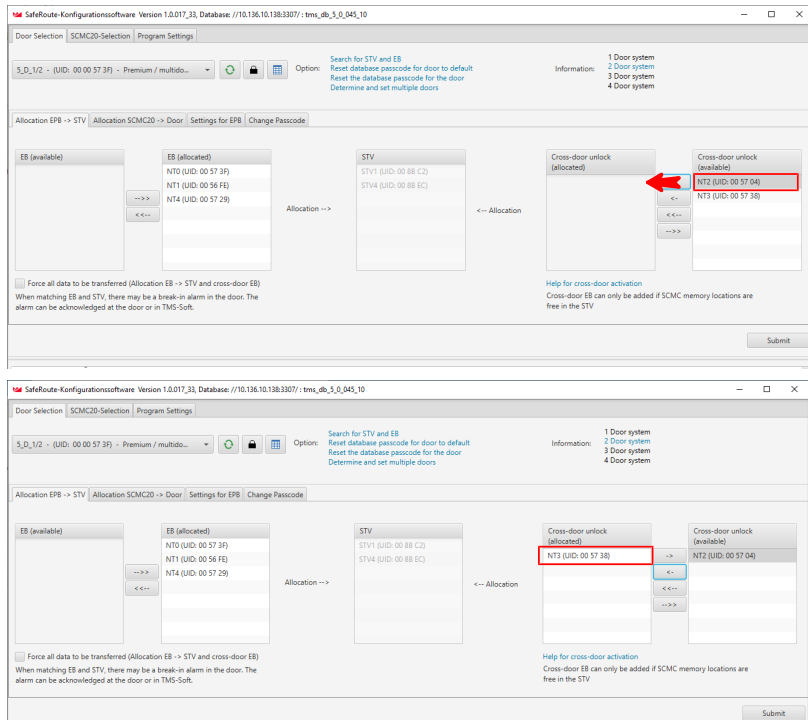 SafeRoute-Konfigurationssoftware Version 1.0.017_33, Database: //10.136.10.138:3307/ : tms_db_5_0_045_10
Door Selection SCMC20-Selection Program Settings
5_D_1/2 - (UID: 00 00 57 3F) - Premium / multido...
Option:
Search for STV and EB
Reset database passcode for door to default
Reset the database passcode for the door
Determine and set multiple doors
Information:
1 Door system
2 Door system
3 Door system
4 Door system
Allocation EPB -> STV Allocation SCMC20 -> Door Settings for EPB Change Passcode
EB (available)
-->>
<<--
EB (allocated)
NT0 (UID: 00 57 3F)
NT1 (UID: 00 56 FE)
NT4 (UID: 00 57 29)
Allocation -->
STV
STV1 (UID: 00 8B C2)
STV4 (UID: 00 8B EC)
<-- Allocation
Cross-door unlock
(allocated)
<-
<<--
-->>
Cross-door unlock
(available)
NT2 (UID: 00 57 04)
NT3 (UID: 00 57 38)
Force all data to be transferred (Allocation EB -> STV and cross-door EB)
When matching EB and STV, there may be a break-in alarm in the door. The
alarm can be acknowledged at the door or in TMS-Soft.
Help for cross-door activation
Cross-door EB can only be added if SCMC memory locations are
free in the STV
Submit
SafeRoute-Konfigurationssoftware Version 1.0.017_33, Database: //10.136.10.138:3307/ : tms_db_5_0_045_10
Door Selection SCMC20-Selection Program Settings
5_D_1/2 - (UID: 00 00 57 3F) - Premium / multido...
Option:
Search for STV and EB
Reset database passcode for door to default
Reset the database passcode for the door
Determine and set multiple doors
Information:
1 Door system
2 Door system
3 Door system
4 Door system
Allocation EPB -> STV Allocation SCMC20 -> Door Settings for EPB Change Passcode
EB (available)
-->>
<<--
EB (allocated)
NT0 (UID: 00 57 3F)
NT1 (UID: 00 56 FE)
NT4 (UID: 00 57 29)
Allocation -->
STV
STV1 (UID: 00 8B C2)
STV4 (UID: 00 8B EC)
<-- Allocation
Cross-door unlock
(allocated)
NT3 (UID: 00 57 38)
->
<-
<<--
-->>
Cross-door unlock
(available)
NT2 (UID: 00 57 04)
Force all data to be transferred (Allocation EB -> STV and cross-door EB)
When matching EB and STV, there may be a break-in alarm in the door. The
alarm can be acknowledged at the door or in TMS-Soft.
Help for cross-door activation
Cross-door EB can only be added if SCMC memory locations are
free in the STV
Submit